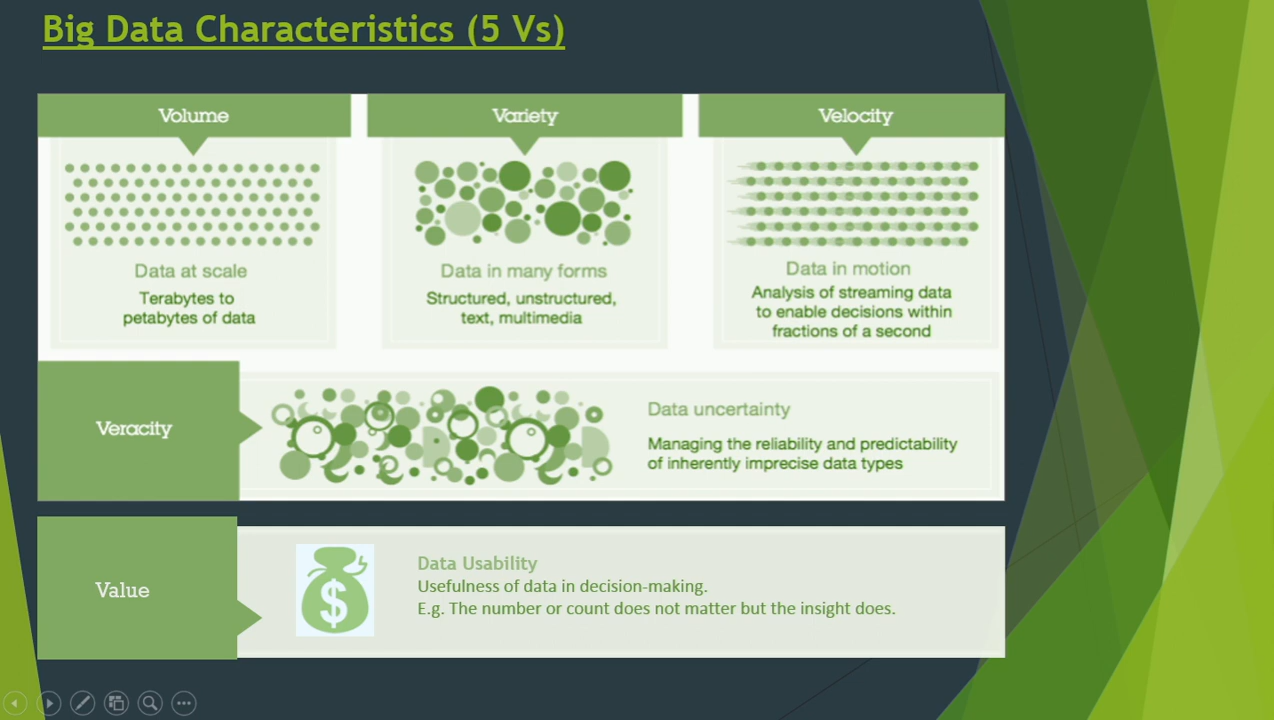 Big Data Characteristics (5 Vs)
Volume
Data at scale
Terabytes to
petabytes of data
Variety
Data in many forms
Structured, unstructured,
text, multimedia
Velocity
Data in motion
Analysis of streaming data
to enable decisions within
fractions of a second
Veracity
Data uncertainty
Managing the reliability and predictability
of inherently imprecise data types
Value
$
Data Usability
Usefulness of data in decision-making.
E.g. The number or count does not matter but the insight does.